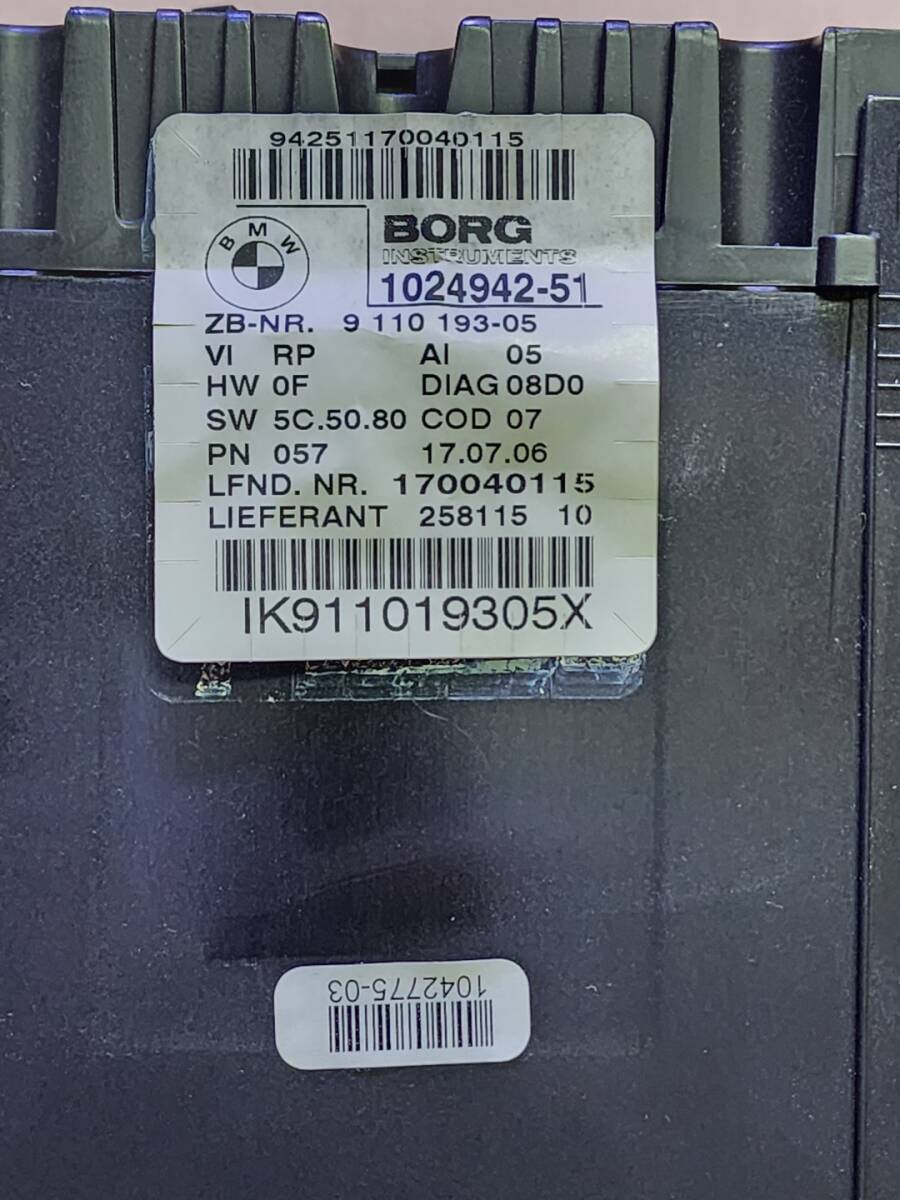 94251170040115
BMW
BORG
INSTRUMENTS
1024942-51
ZB-NR. 9 110 193-05
VI RP AI 05
HW 0F DIAG 08D0
SW 5C.50.80 COD 07
PN 057 17.07.06
LFND. NR. 170040115
LIEFERANT 258115 10
IK911019305X
1042775-03